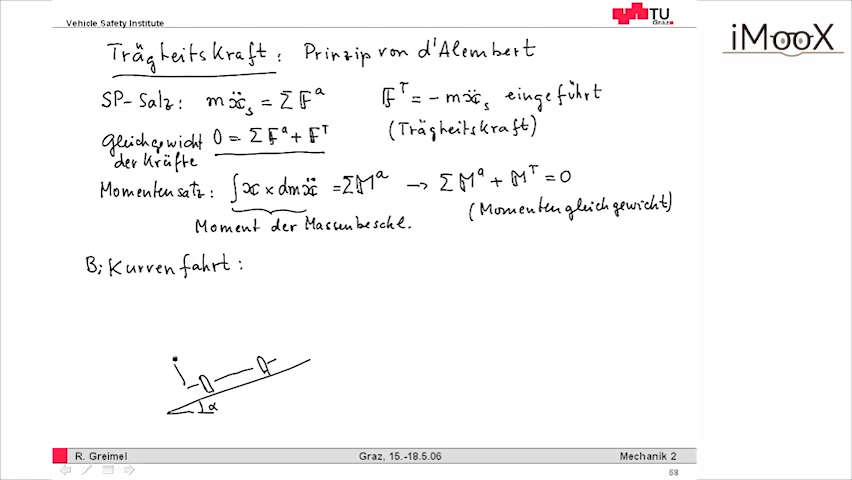 Vehicle Safety Institute
TU
Graz
iMooX
Trägheitskraft: Prinzip von d'Alembert
SP-Satz: mẍₛ = Σ𝔽ᵃ 𝔽ᵀ = -mẍₛ eingeführt
(Trägheitskraft)
Gleichgewicht 0 = Σ𝔽ᵃ + 𝔽ᵀ
der Kräfte
Momentensatz: ∫x × dmẍ = ΣMᵃ → ΣMᵃ + Mᵀ = 0
Moment der Massenbeschl. (Momentengleichgewicht)
B; Kurvenfahrt:
α
R. Greimel Graz, 15.-18.5.06 Mechanik 2
58